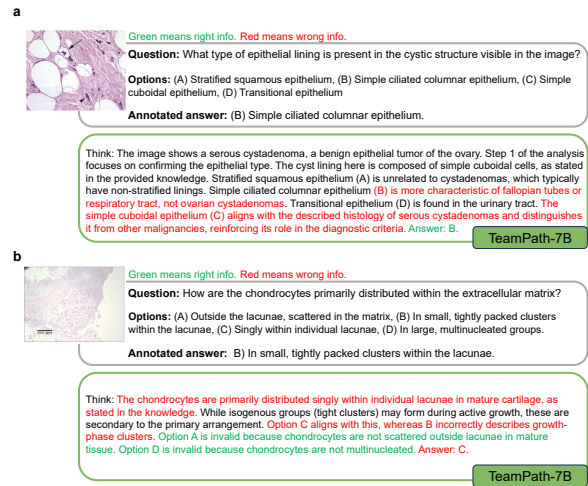 a
Green means right info. Red means wrong info.
Question: What type of epithelial lining is present in the cystic structure visible in the image?
Options: (A) Stratified squamous epithelium, (B) Simple ciliated columnar epithelium, (C) Simple
cuboidal epithelium, (D) Transitional epithelium
Annotated answer: (B) Simple ciliated columnar epithelium.
Think: The image shows a serous cystadenoma, a benign epithelial tumor of the ovary. Step 1 of the analysis
focuses on confirming the epithelial type. The cyst lining here is composed of simple cuboidal cells, as stated
in the provided knowledge. Stratified squamous epithelium (A) is unrelated to cystadenomas, which typically
have non-stratified linings. Simple ciliated columnar epithelium (B) is more characteristic of fallopian tubes or
respiratory tract, not ovarian cystadenomas. Transitional epithelium (D) is found in the urinary tract. The
simple cuboidal epithelium (C) aligns with the described histology of serous cystadenomas and distinguishes
it from other malignancies, reinforcing its role in the diagnostic criteria. Answer: B.
TeamPath-7B
b
Green means right info. Red means wrong info.
Question: How are the chondrocytes primarily distributed within the extracellular matrix?
Options: (A) Outside the lacunae, scattered in the matrix, (B) In small, tightly packed clusters
within the lacunae, (C) Singly within individual lacunae, (D) In large, multinucleated groups.
Annotated answer: B) In small, tightly packed clusters within the lacunae.
Think: The chondrocytes are primarily distributed singly within individual lacunae in mature cartilage, as
stated in the knowledge. While isogenous groups (tight clusters) may form during active growth, these are
secondary to the primary arrangement. Option C aligns with this, whereas B incorrectly describes growth-
phase clusters. Option A is invalid because chondrocytes are not scattered outside lacunae in mature
tissue. Option D is invalid because chondrocytes are not multinucleated. Answer: C.
TeamPath-7B